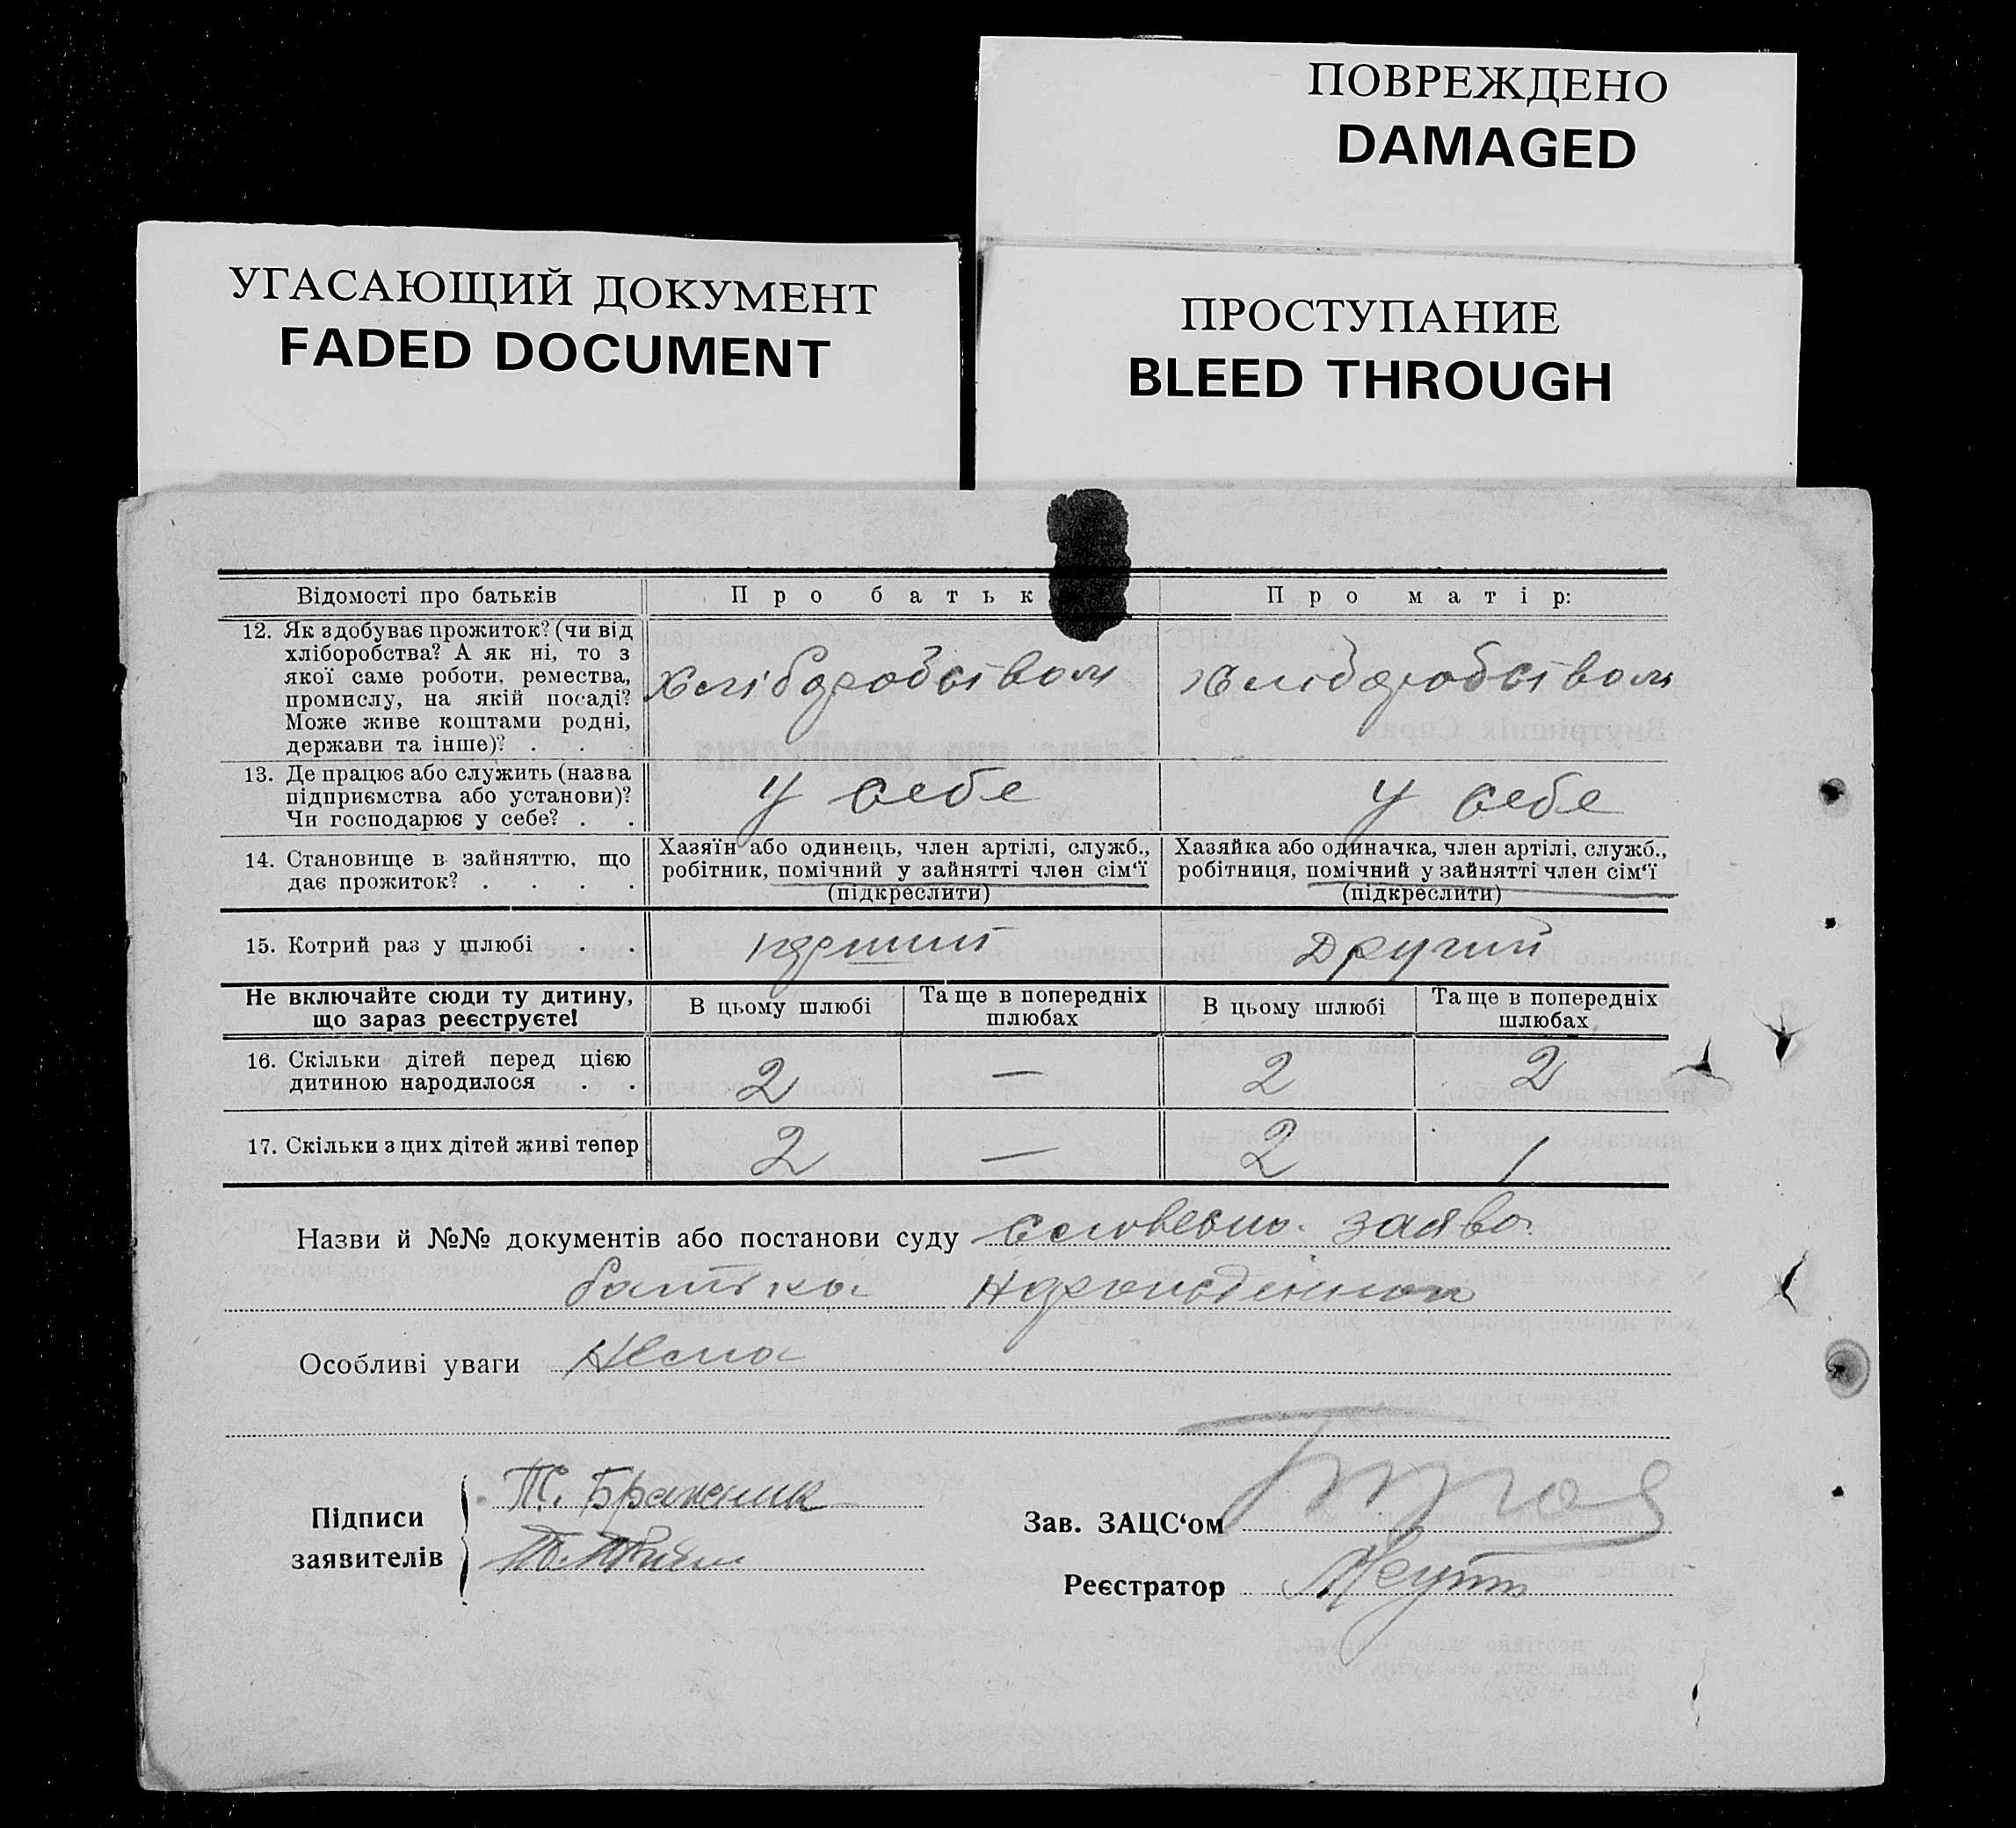 ПОВРЕЖДЕНО
DAMAGED
УГАСАЮЩИЙ ДОКУМЕНТ
FADED DOCUMENT
ПРОСТУПАНИЕ
BLEED THROUGH
Відомості про батьків
Про батьк
Про матір:
12. Як здобуває прожиток? (чи від
хліборобства? А як ні, то з
якої саме роботи, ремества,
промислу, на якій посаді?
Може живе коштами родні,
держави та інше)? . . .
Хліборобством
Хліборобством
13. Де працює або служить (назва
підприємства або установи)?
Чи господарює у себе? . .
У себе
У себе
14. Становище в зайняттю, що
дає прожиток? . . . .
Хазяїн або одинець, член артілі, служб.,
робітник, помічний у зайнятті член сім‘ї
(підкреслити)
Хазяйка або одиначка, член артілі, служб.,
робітниця, помічний у зайнятті член сім‘ї
(підкреслити)
15. Котрий раз у шлюбі . .
перший
Другий
Не включайте сюди ту дитину,
що зараз реєструєте!
В цьому шлюбі
Та ще в попередніх
шлюбах
В цьому шлюбі
Та ще в попередніх
шлюбах
16. Скільки дітей перед цією
дитиною народилося . .
2 — 2 2
17. Скільки з цих дітей живі тепер
2 — 2 1
Назви й №№ документів або постанови суду Словесна заява
батька
Особливі уваги Нема
Підписи
заявителів
Т. Бражник
Зав. ЗАЦС‘ом
Реєстратор